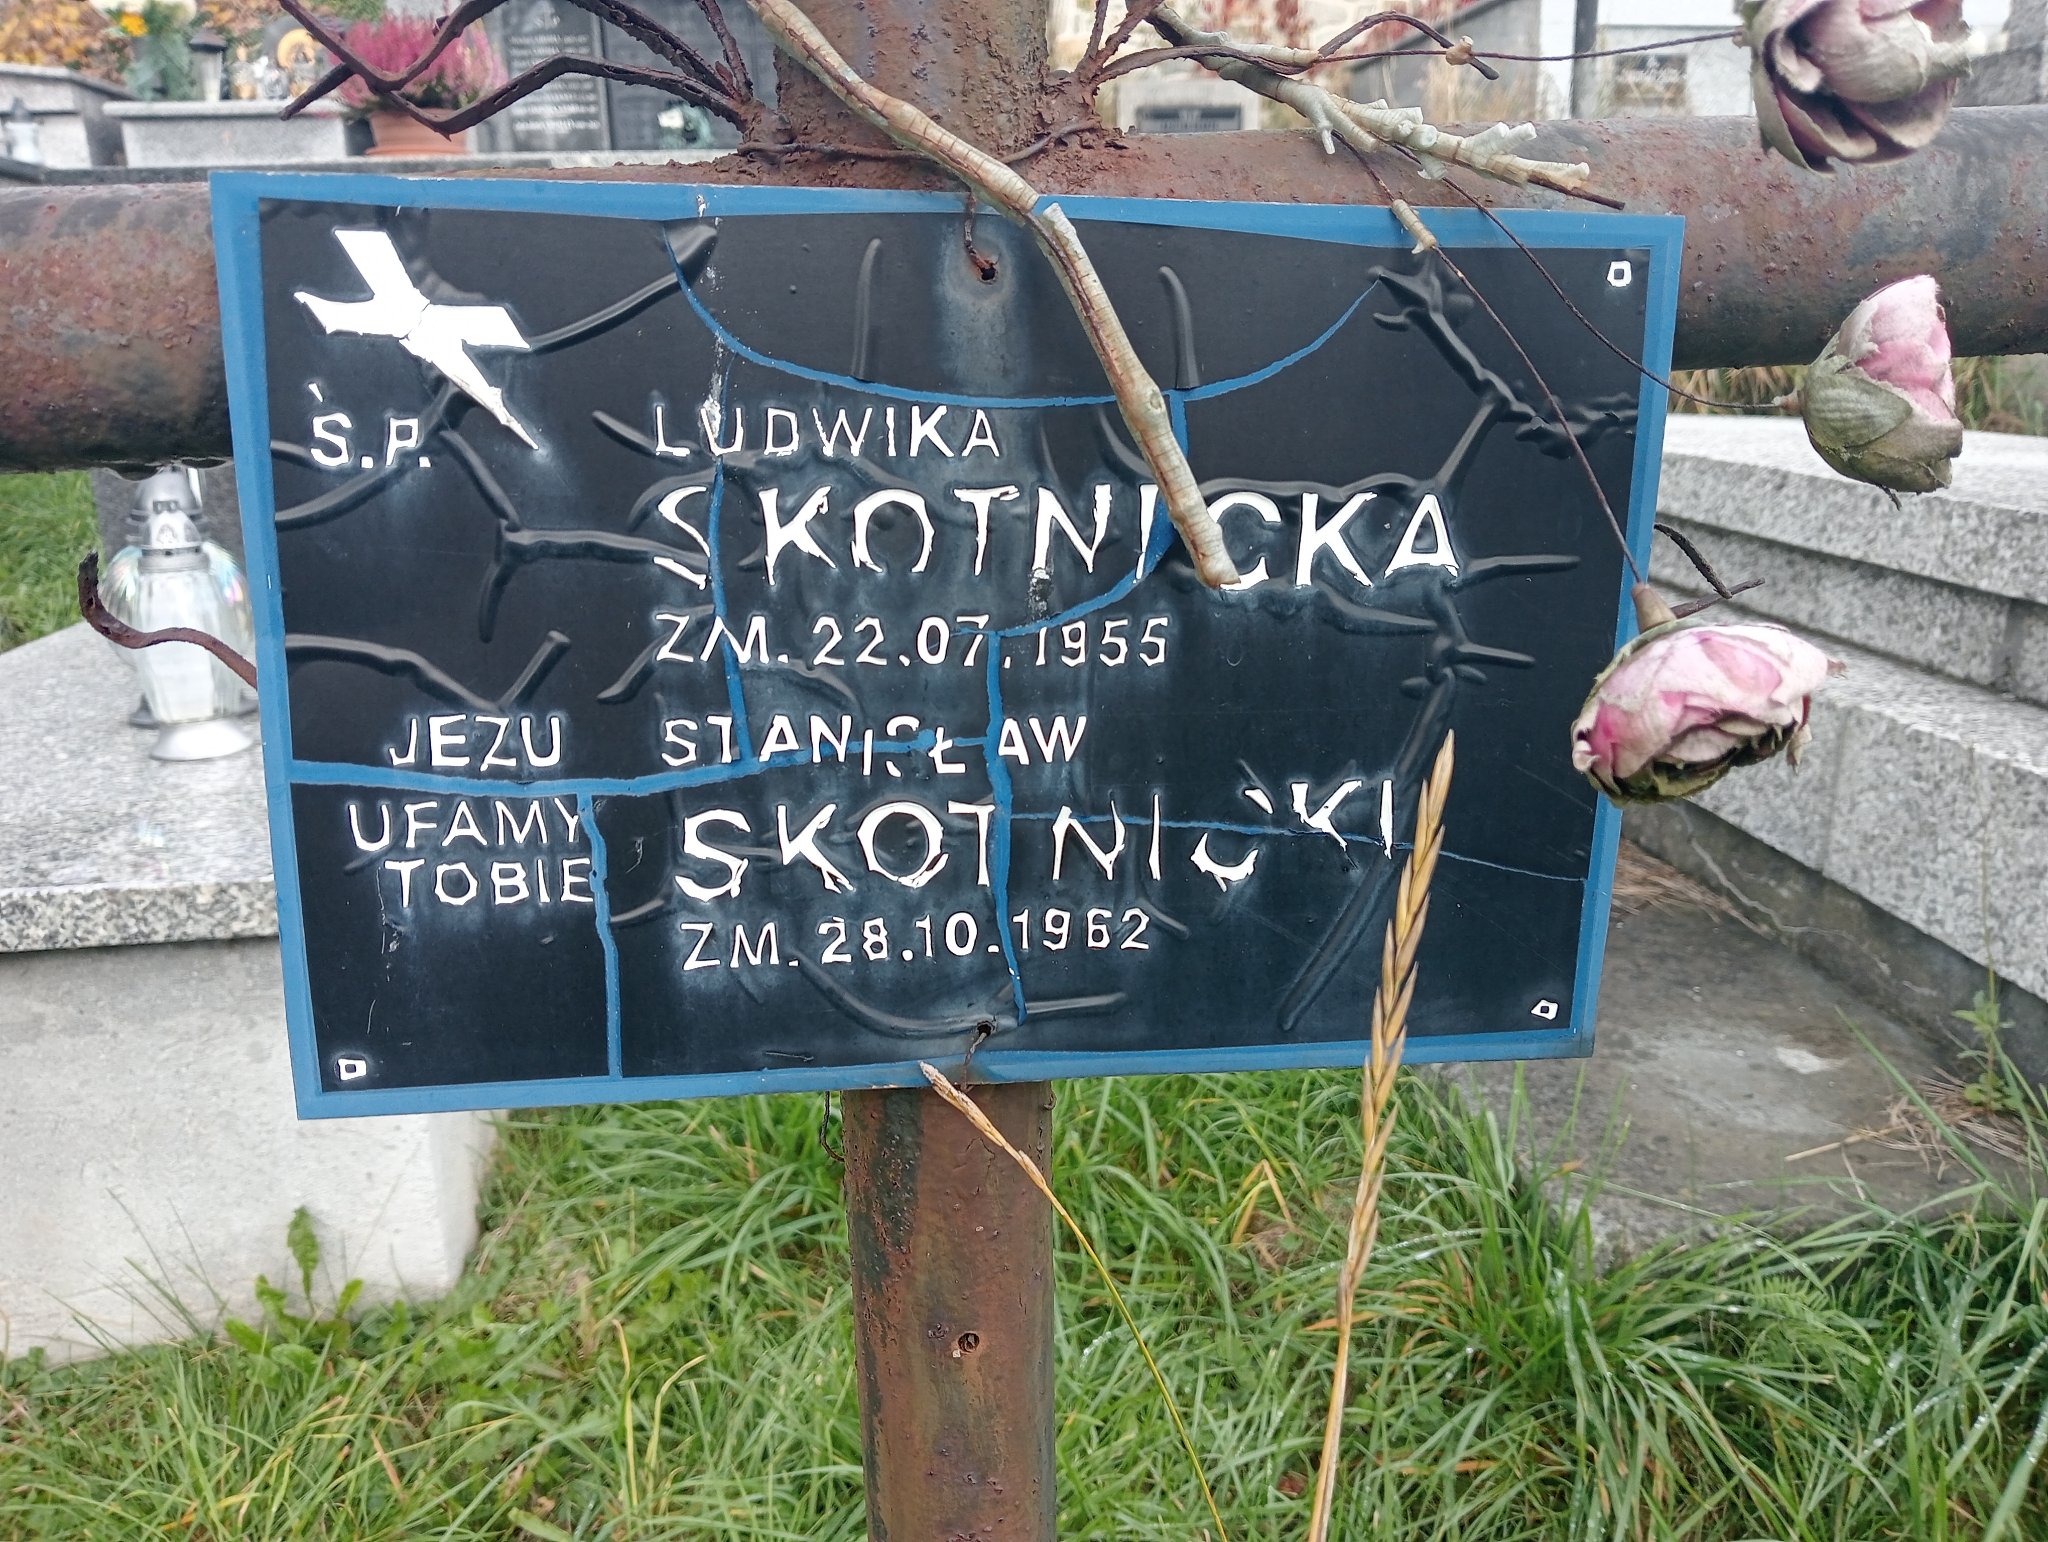 Ś.P. LUDWIKA
SKOTNICKA
ZM. 22.07.1955
STANISŁAW
SKOTNICKI
ZM. 28.10.1962
JEZU
UFAMY
TOBIE